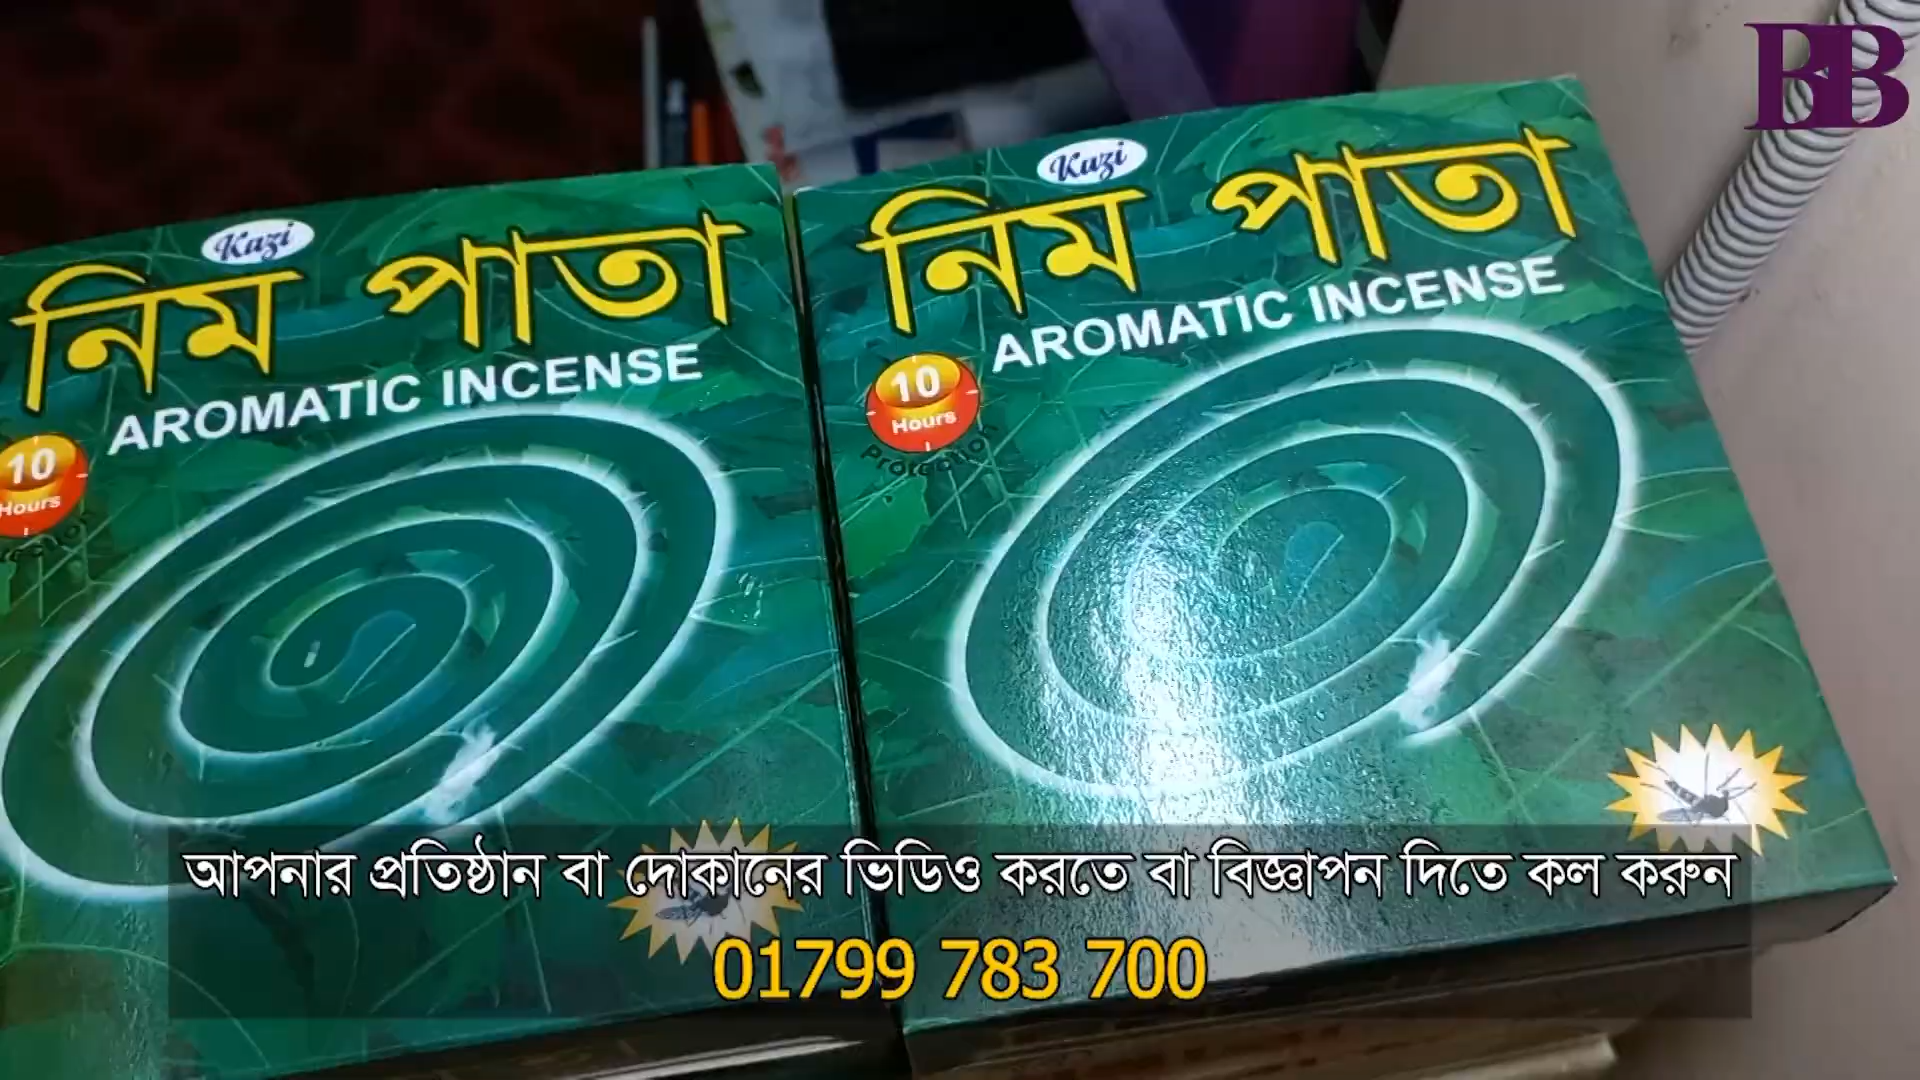 BB
Kazi
নিম পাতা
AROMATIC INCENSE
10
Hours
Kazi
নিম পাতা
AROMATIC INCENSE
10
Hours
Protection
আপনার প্রতিষ্ঠান বা দোকানের ভিডিও করতে বা বিজ্ঞাপন দিতে কল করুন
01799 783 700